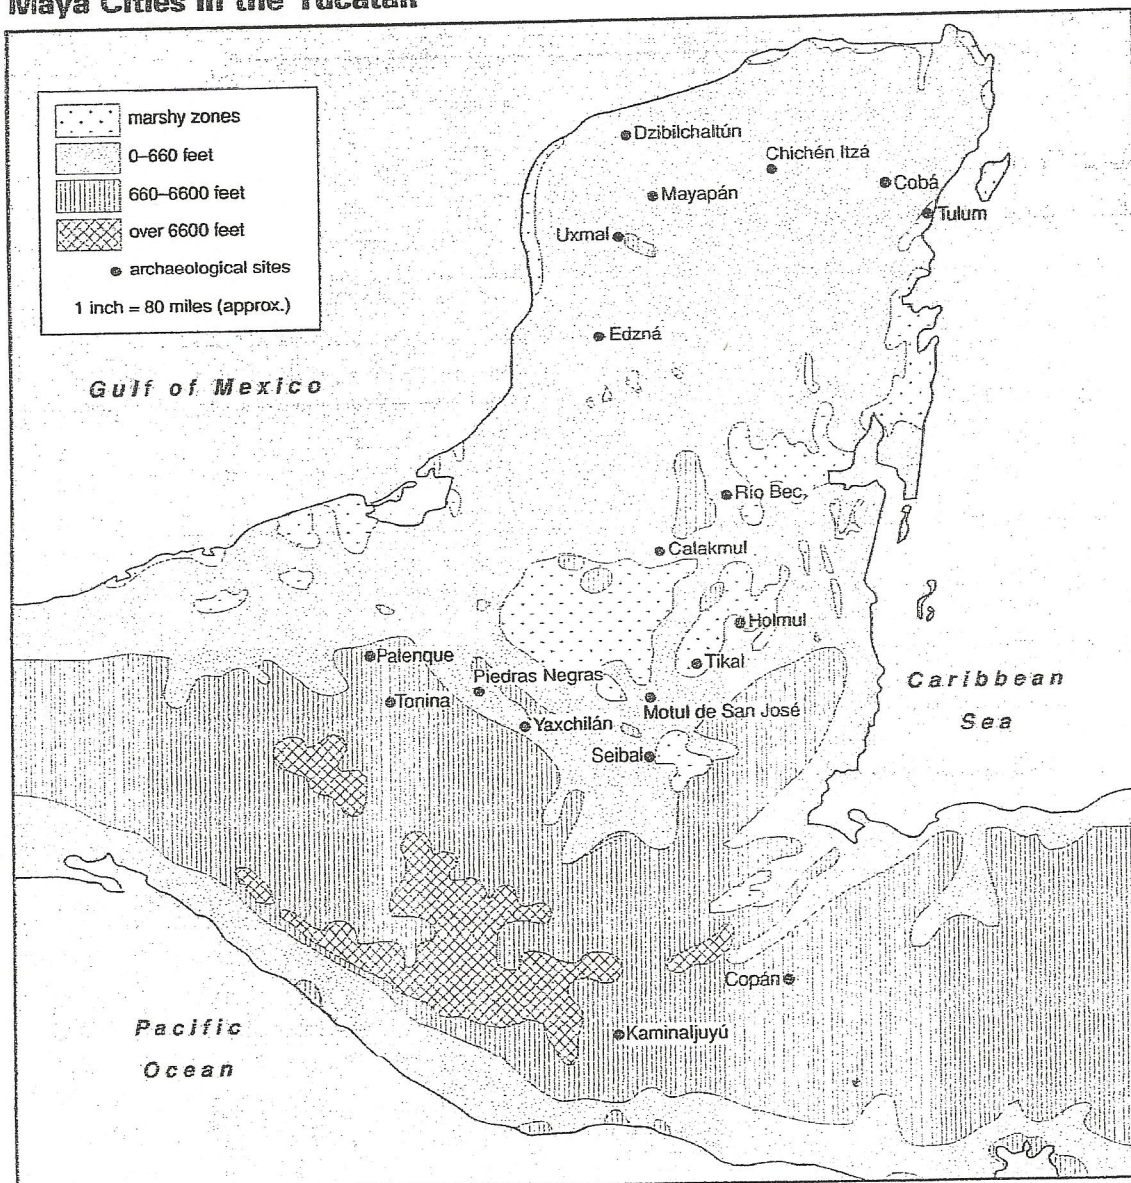 Maya Cities in the Yucatan
marshy zones
0–660 feet
660–6600 feet
over 6600 feet
archaeological sites
1 inch = 80 miles (approx.)
Dzibilchaltún
Chichén Itzá
Cobá
Mayapán
Tulum
Uxmal
Edzná
Gulf of Mexico
Río Bec
Calakmul
Holmul
Palenque
Tikal
Piedras Negras
Tonina
Motul de San José
Caribbean
Sea
Yaxchilán
Seibal
Copán
Pacific
Ocean
Kaminaljuyú